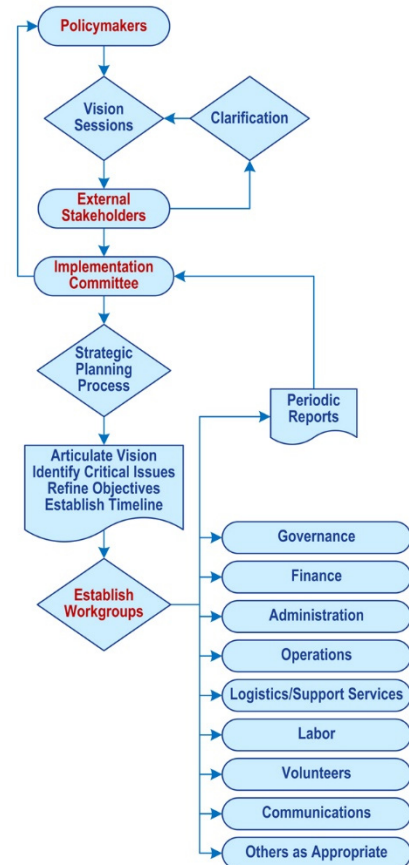 Policymakers
Vision
Sessions
Clarification
External
Stakeholders
Implementation
Committee
Strategic
Planning
Process
Periodic
Reports
Articulate Vision
Identify Critical Issues
Refine Objectives
Establish Timeline
Establish
Workgroups
Governance
Finance
Administration
Operations
Logistics/Support Services
Labor
Volunteers
Communications
Others as Appropriate